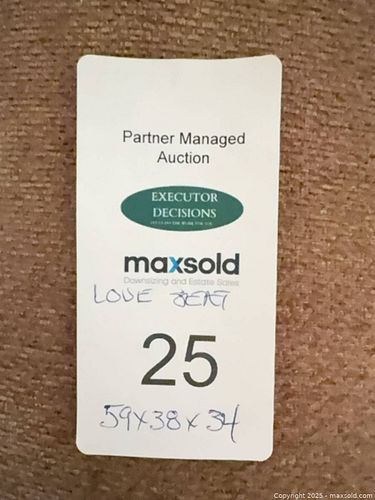 Partner Managed
Auction
EXECUTOR
DECISIONS
maxsold
Downsizing and Estate Sales
LOVE SEAT
25
59x38x34
Copyright 2025 - maxsold.com